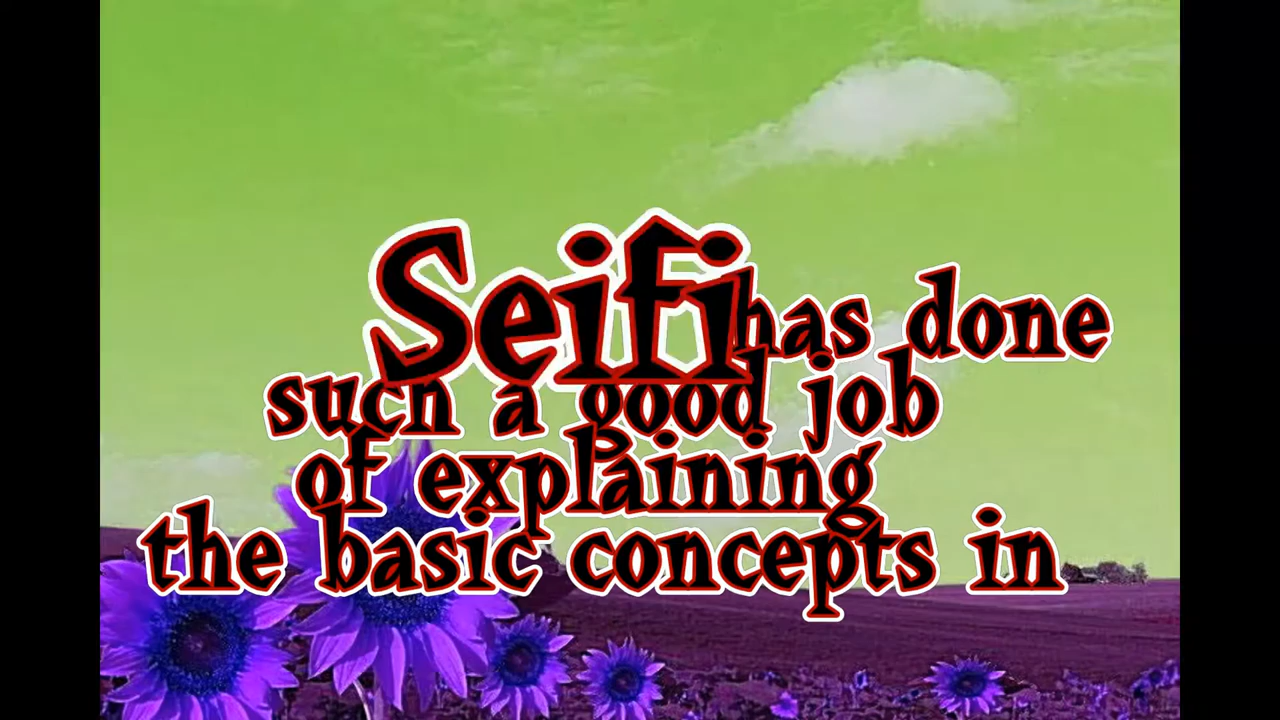 Seifi has done
such a good job
of explaining
the basic concepts in